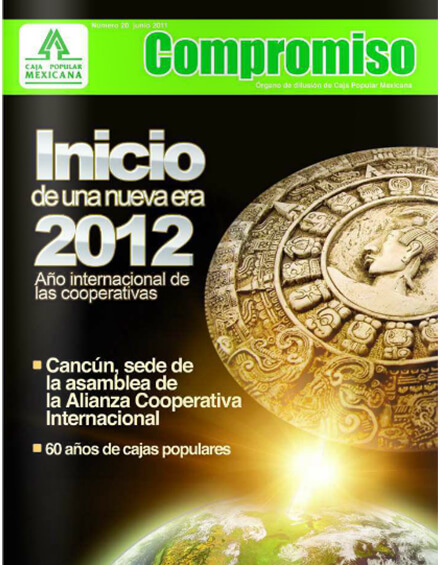 Número 20 junio 2011
CAJA POPULAR
MEXICANA
Compromiso
Órgano de difusión de Caja Popular Mexicana
Inicio
de una nueva era
2012
Año internacional de
las cooperativas
Cancún, sede de
la asamblea de
la Alianza Cooperativa
Internacional
60 años de cajas populares